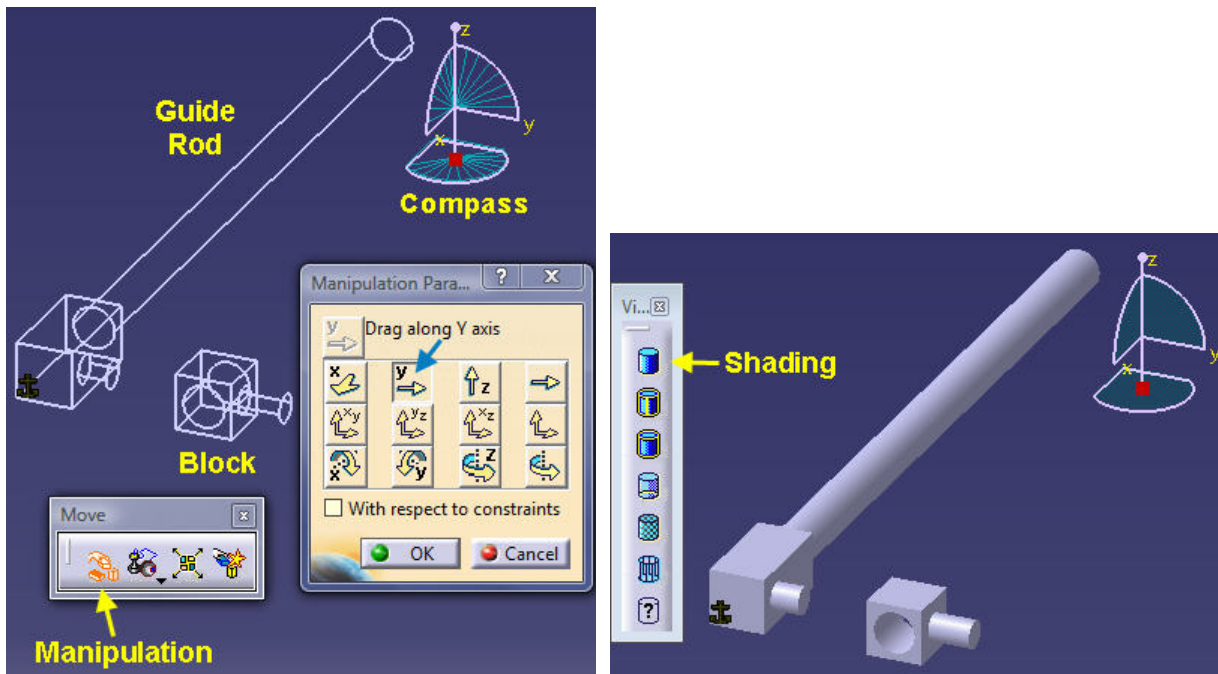 z
Guide
Rod
y
x
Compass
Manipulation Para...
?
X
y
Drag along Y axis
x
y
z
xy
yz
xz
x
y
z
With respect to constraints
OK
Cancel
Block
Move
x
Manipulation
Vi...
x
Shading
?
z
y
x